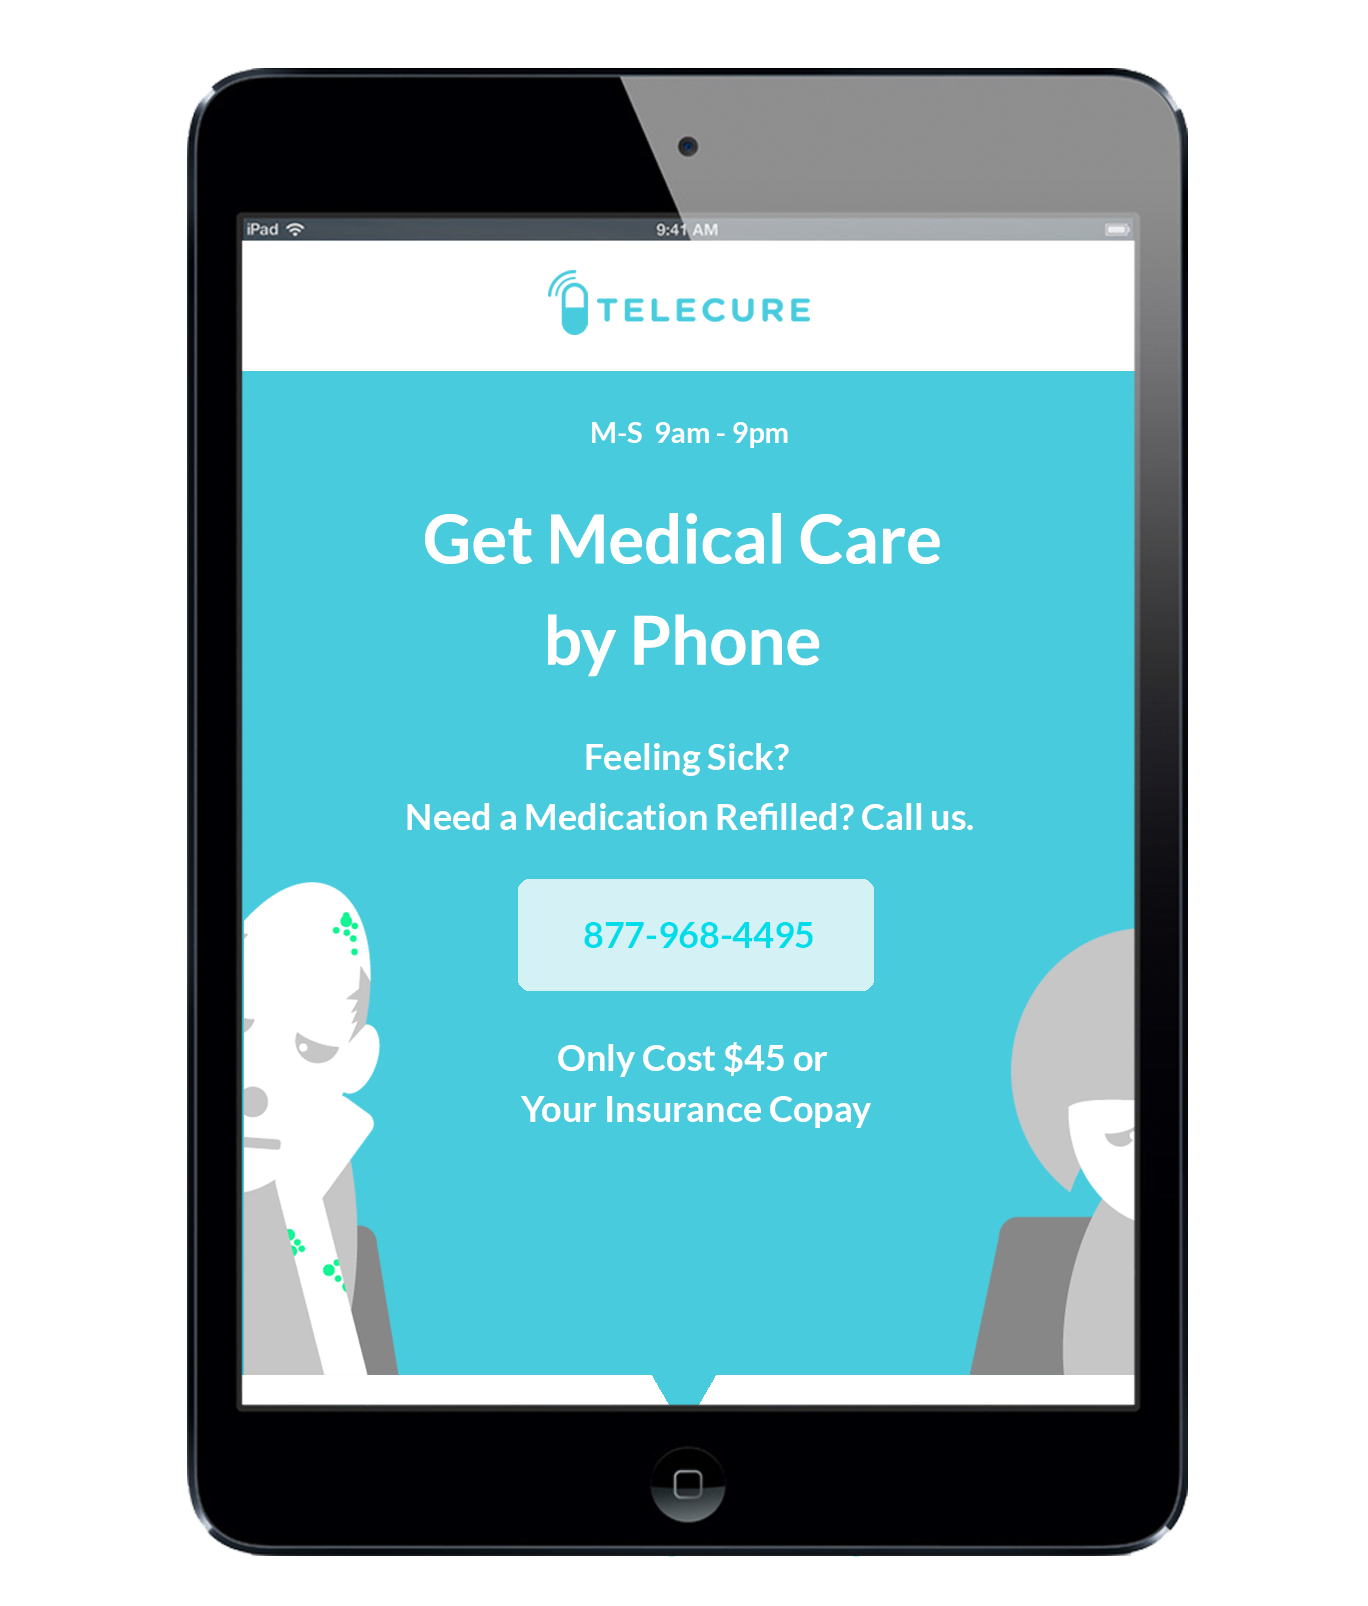 iPad
9:41 AM
TELECURE
M-S 9am - 9pm
Get Medical Care
by Phone
Feeling Sick?
Need a Medication Refilled? Call us.
877-968-4495
Only Cost $45 or
Your Insurance Copay